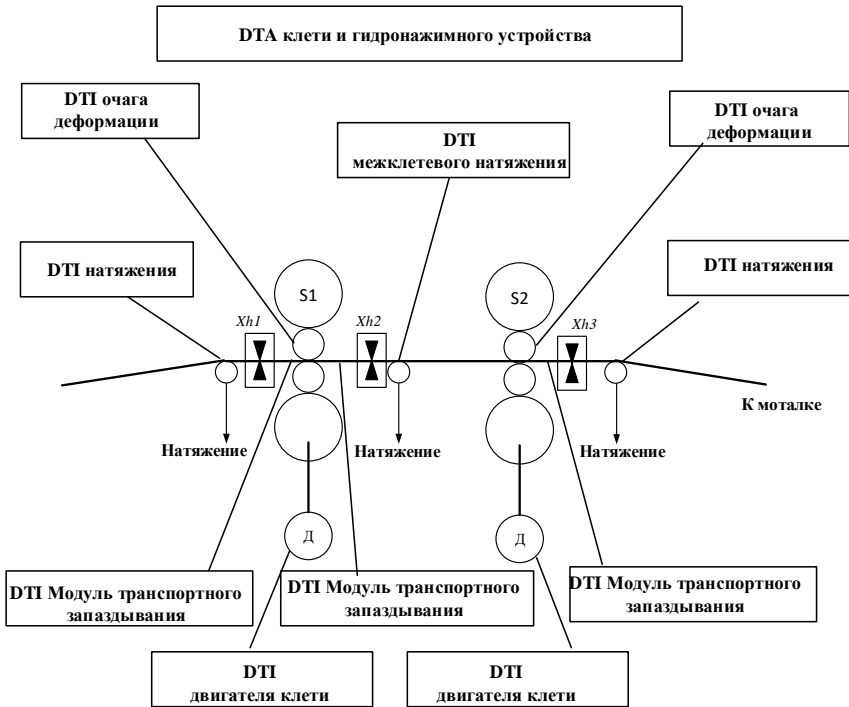 DTA клети и гидронажимного устройства
DTI очага
деформации
DTI
межклетевого натяжения
DTI очага
деформации
DTI натяжения
DTI натяжения
S1
S2
Xh1
Xh2
Xh3
К моталке
Натяжение
Натяжение
Натяжение
Д
Д
DTI Модуль транспортного
запаздывания
DTI Модуль транспортного
запаздывания
DTI Модуль транспортного
запаздывания
DTI
двигателя клети
DTI
двигателя клети